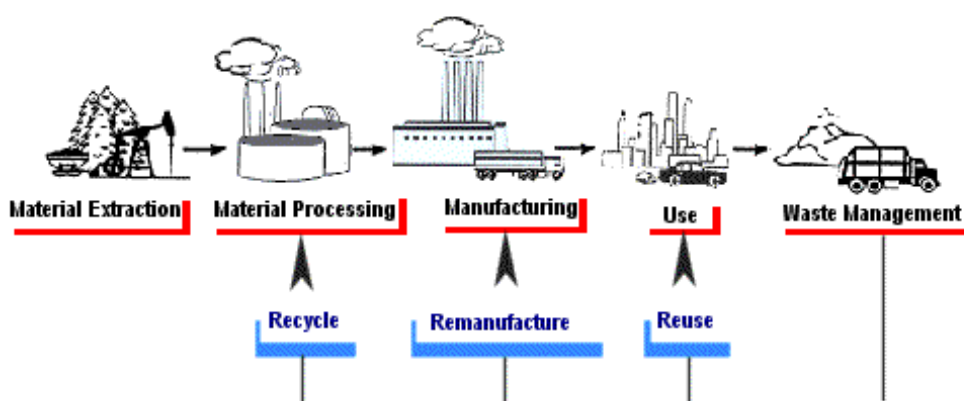 Material Extraction
Material Processing
Manufacturing
Use
Waste Management
Recycle
Remanufacture
Reuse